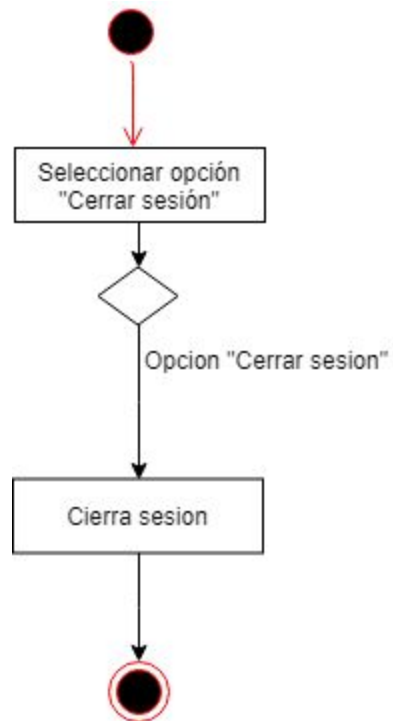 Seleccionar opción
"Cerrar sesión"
Opcion "Cerrar sesion"
Cierra sesion